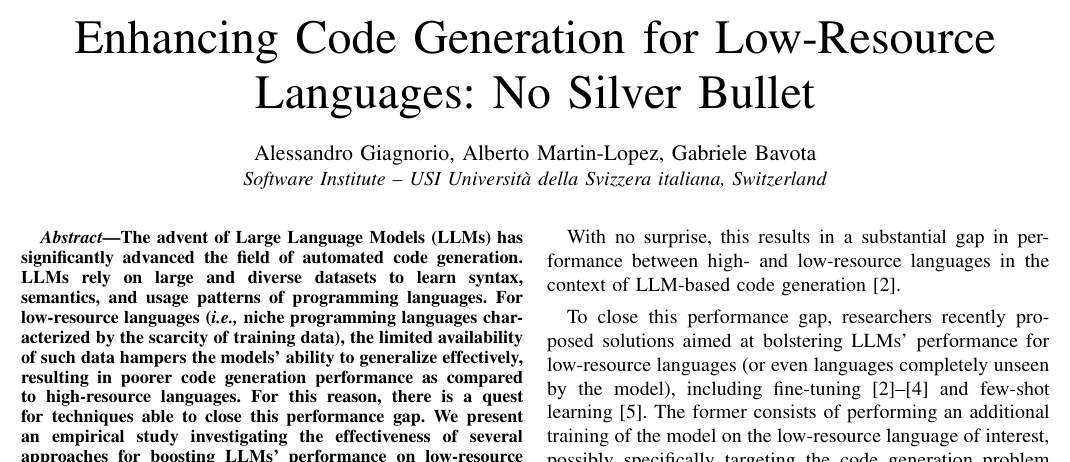 Enhancing Code Generation for Low-Resource
Languages: No Silver Bullet
Alessandro Giagnorio, Alberto Martin-Lopez, Gabriele Bavota
Software Institute – USI Università della Svizzera italiana, Switzerland
Abstract—The advent of Large Language Models (LLMs) has
significantly advanced the field of automated code generation.
LLMs rely on large and diverse datasets to learn syntax,
semantics, and usage patterns of programming languages. For
low-resource languages (i.e., niche programming languages char-
acterized by the scarcity of training data), the limited availability
of such data hampers the models' ability to generalize effectively,
resulting in poorer code generation performance as compared
to high-resource languages. For this reason, there is a quest
for techniques able to close this performance gap. We present
an empirical study investigating the effectiveness of several
approaches for boosting LLMs' performance on low-resource
With no surprise, this results in a substantial gap in per-
formance between high- and low-resource languages in the
context of LLM-based code generation [2].
To close this performance gap, researchers recently pro-
posed solutions aimed at bolstering LLMs' performance for
low-resource languages (or even languages completely unseen
by the model), including fine-tuning [2]–[4] and few-shot
learning [5]. The former consists of performing an additional
training of the model on the low-resource language of interest,
possibly specifically targeting the code generation problem